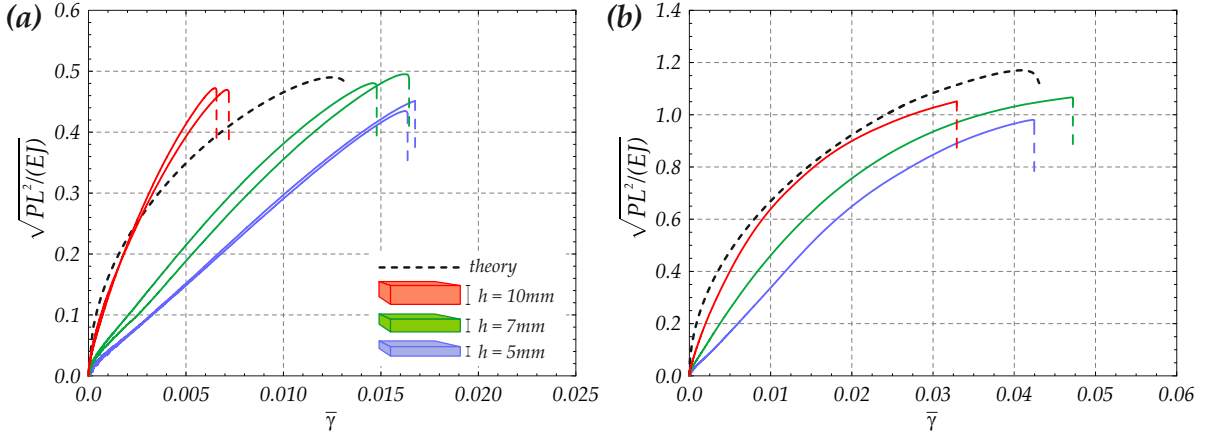 (a)
0.6
0.5
0.4
0.3
0.2
0.1
0.0
√PL²/(EJ)
0.0 0.005 0.010 0.015 0.020 0.025
γ̅
theory
h = 10mm
h = 7mm
h = 5mm
(b)
1.4
1.2
1.0
0.8
0.6
0.4
0.2
0.0
√PL²/(EJ)
0.00 0.01 0.02 0.03 0.04 0.05 0.06
γ̅